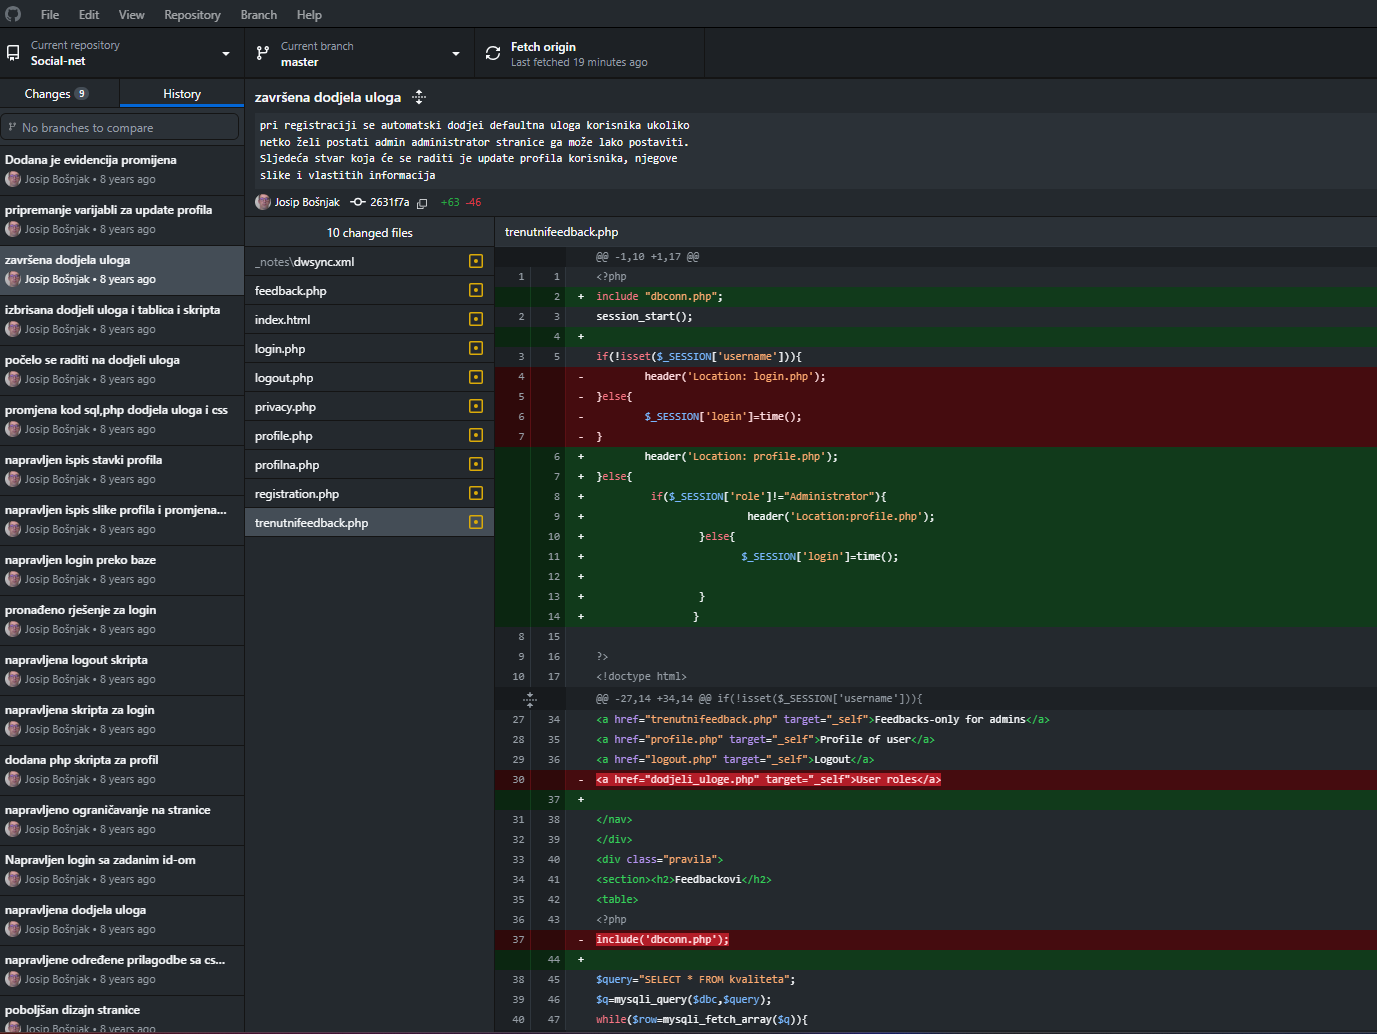 File Edit View Repository Branch Help
Current repository
Social-net
Current branch
master
Fetch origin
Last fetched 19 minutes ago
Changes 9 History
No branches to compare
Dodana je evidencija promijena
Josip Bošnjak • 8 years ago
pripremanje varijabli za update profila
Josip Bošnjak • 8 years ago
završena dodjela uloga
Josip Bošnjak • 8 years ago
izbrisana dodjeli uloga i tablica i skripta
Josip Bošnjak • 8 years ago
počelo se raditi na dodjeli uloga
Josip Bošnjak • 8 years ago
promjena kod sql,php dodjela uloga i css
Josip Bošnjak • 8 years ago
napravljen ispis stavki profila
Josip Bošnjak • 8 years ago
napravljen ispis slike profila i promjena...
Josip Bošnjak • 8 years ago
napravljen login preko baze
Josip Bošnjak • 8 years ago
pronađeno rješenje za login
Josip Bošnjak • 8 years ago
napravljena logout skripta
Josip Bošnjak • 8 years ago
napravljena skripta za login
Josip Bošnjak • 8 years ago
dodana php skripta za profil
Josip Bošnjak • 8 years ago
napravljeno ograničavanje na stranice
Josip Bošnjak • 8 years ago
Napravljen login sa zadanim id-om
Josip Bošnjak • 8 years ago
napravljena dodjela uloga
Josip Bošnjak • 8 years ago
napravljene određene prilagodbe sa cs...
Josip Bošnjak • 8 years ago
poboljšan dizajn stranice
Josip Bošnjak • 8 years ago
završena dodjela uloga
pri registraciji se automatski dodjei defaultna uloga korisnika ukoliko
netko želi postati admin administrator stranice ga može lako postaviti.
Sljedeća stvar koja će se raditi je update profila korisnika, njegove
slike i vlastitih informacija
Josip Bošnjak 2631f7a +63 -46
10 changed files
_notes\dwsync.xml
feedback.php
index.html
login.php
logout.php
privacy.php
profile.php
profilna.php
registration.php
trenutnifeedback.php
trenutnifeedback.php
@@ -1,10 +1,17 @@
1 1 <?php
2 + include "dbconn.php";
2 3 session_start();
4 +
3 5 if(!isset($_SESSION['username'])){
4 - header('Location: login.php');
5 - }else{
6 - $_SESSION['login']=time();
7 - }
6 + header('Location: profile.php');
7 + }else{
8 + if($_SESSION['role']!="Administrator"){
9 + header('Location:profile.php');
10 + }else{
11 + $_SESSION['login']=time();
12 +
13 + }
14 + }
8 15
9 16 ?>
10 17 <!doctype html>
@@ -27,14 +34,14 @@ if(!isset($_SESSION['username'])){
27 34 <a href="trenutnifeedback.php" target="_self">Feedbacks-only for admins</a>
28 35 <a href="profile.php" target="_self">Profile of user</a>
29 36 <a href="logout.php" target="_self">Logout</a>
30 - <a href="dodjeli_uloge.php" target="_self">User roles</a>
37 +
31 38 </nav>
32 39 </div>
33 40 <div class="pravila">
34 41 <section><h2>Feedbackovi</h2>
35 42 <table>
36 43 <?php
37 - include('dbconn.php');
44 +
38 45 $query="SELECT * FROM kvaliteta";
39 46 $q=mysqli_query($dbc,$query);
40 47 while($row=mysqli_fetch_array($q)){